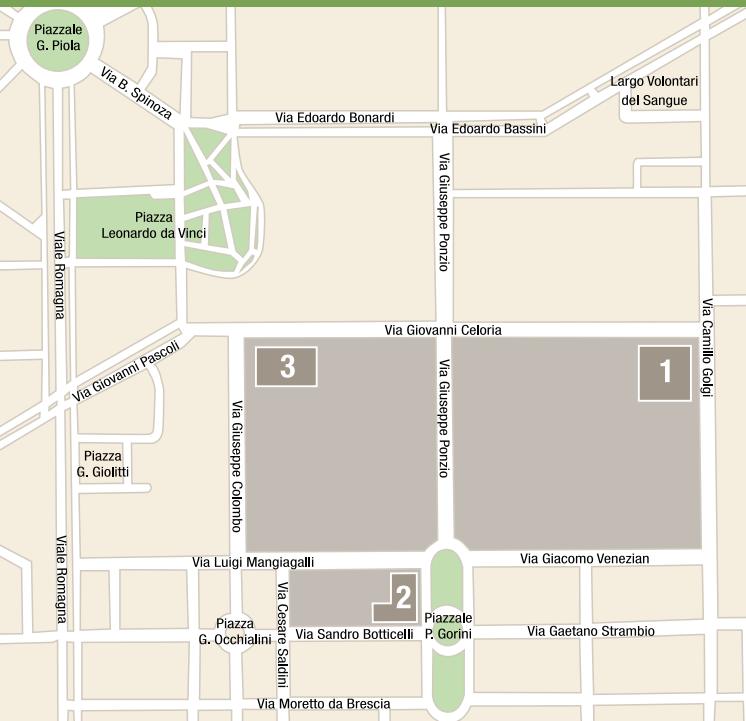 Piazzale
G. Piola
Via B. Spinoza
Largo Volontari
del Sangue
Via Edoardo Bonardi
Via Edoardo Bassini
Via Giuseppe Ponzio
Piazza
Leonardo da Vinci
Viale Romagna
Via Giovanni Celoria
Via Camillo Golgi
Via Giovanni Pascoli
3
1
Via Giuseppe Ponzio
Via Giuseppe Colombo
Piazza
G. Giolitti
Viale Romagna
Via Luigi Mangiagalli
Via Giacomo Venezian
Via Cesare Saldini
2
Piazza
G. Occhialini
Via Sandro Botticelli
Piazzale
P. Gorini
Via Gaetano Strambio
Via Moretto da Brescia